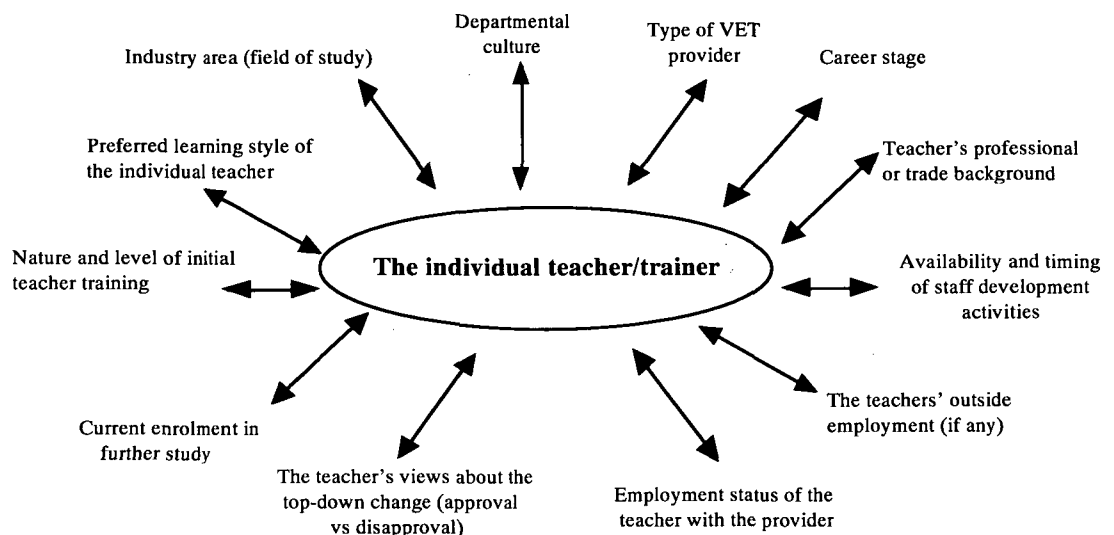 Departmental
culture
Type of VET
provider
Industry area (field of study)
Career stage
Preferred learning style of
the individual teacher
Teacher's professional
or trade background
The individual teacher/trainer
Nature and level of initial
teacher training
Availability and timing
of staff development
activities
The teachers' outside
employment (if any)
Current enrolment in
further study
The teacher's views about the
top-down change (approval
vs disapproval)
Employment status of the
teacher with the provider